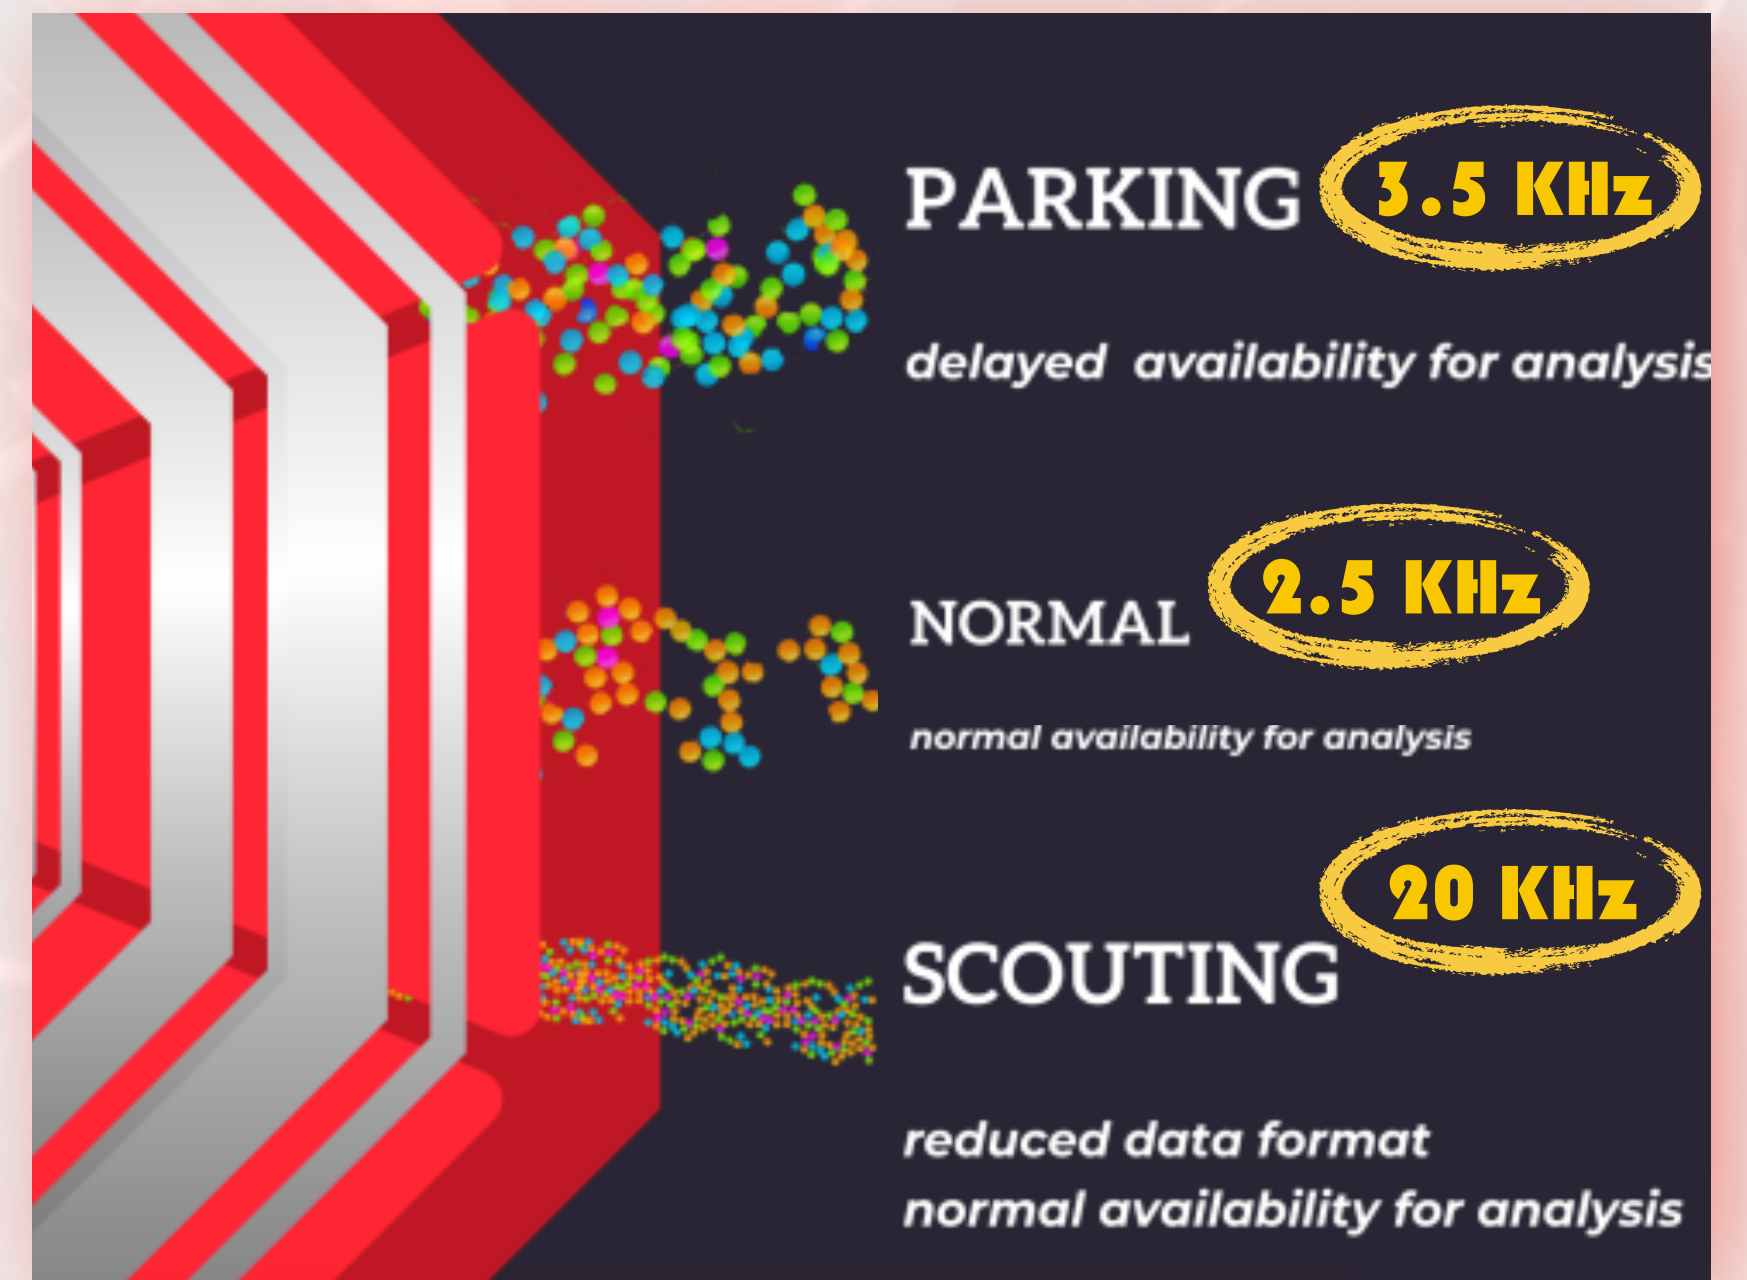 PARKING 3.5 KHz
delayed availability for analysis
NORMAL 2.5 KHz
normal availability for analysis
20 KHz
SCOUTING
reduced data format
normal availability for analysis